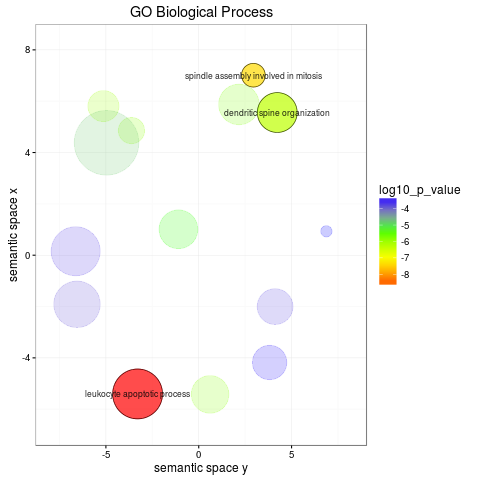 GO Biological Process
8
4
0
-4
-5
0
5
semantic space x
semantic space y
spindle assembly involved in mitosis
dendritic spine organization
leukocyte apoptotic process
log10_p_value
-4
-5
-6
-7
-8